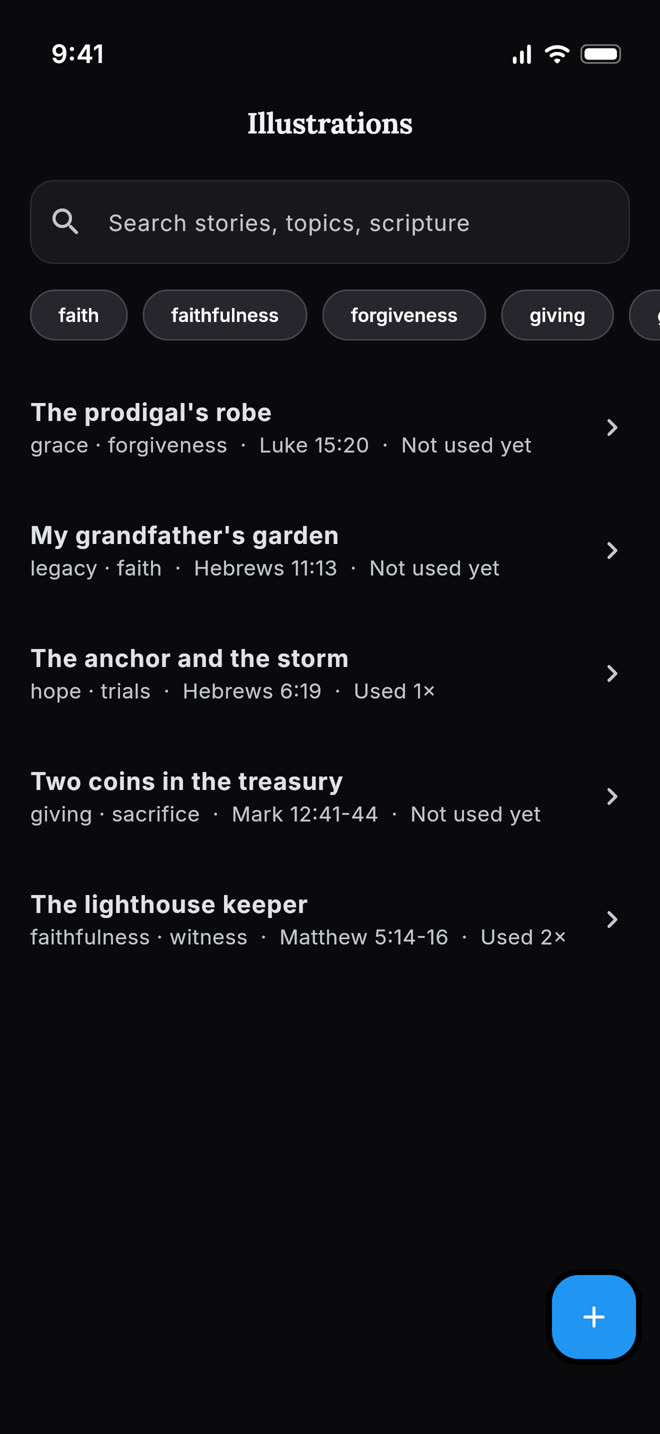 9:41
Illustrations
Search stories, topics, scripture
faith faithfulness forgiveness giving
The prodigal's robe
grace · forgiveness · Luke 15:20 · Not used yet
My grandfather's garden
legacy · faith · Hebrews 11:13 · Not used yet
The anchor and the storm
hope · trials · Hebrews 6:19 · Used 1×
Two coins in the treasury
giving · sacrifice · Mark 12:41-44 · Not used yet
The lighthouse keeper
faithfulness · witness · Matthew 5:14-16 · Used 2×